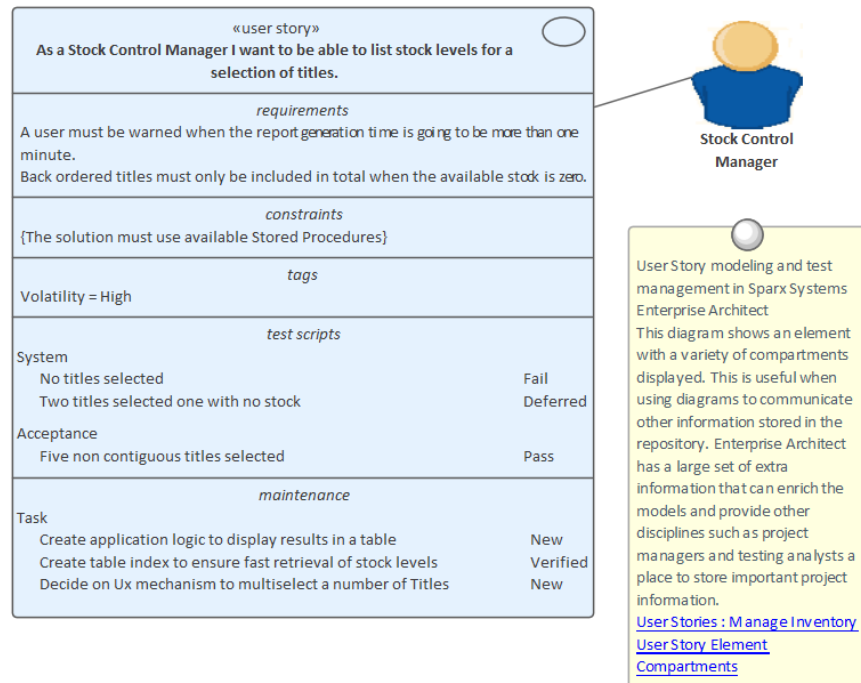 «user story»
As a Stock Control Manager I want to be able to list stock levels for a
selection of titles.
requirements
A user must be warned when the report generation time is going to be more than one
minute.
Back ordered titles must only be included in total when the available stock is zero.
constraints
{The solution must use available Stored Procedures}
tags
Volatility = High
test scripts
System
No titles selected Fail
Two titles selected one with no stock Deferred
Acceptance
Five non contiguous titles selected Pass
maintenance
Task
Create application logic to display results in a table New
Create table index to ensure fast retrieval of stock levels Verified
Decide on Ux mechanism to multiselect a number of Titles New
Stock Control
Manager
User Story modeling and test
management in Sparx Systems
Enterprise Architect
This diagram shows an element
with a variety of compartments
displayed. This is useful when
using diagrams to communicate
other information stored in the
repository. Enterprise Architect
has a large set of extra
information that can enrich the
models and provide other
disciplines such as project
managers and testing analysts a
place to store important project
information.
User Stories : Manage Inventory
User Story Element
Compartments